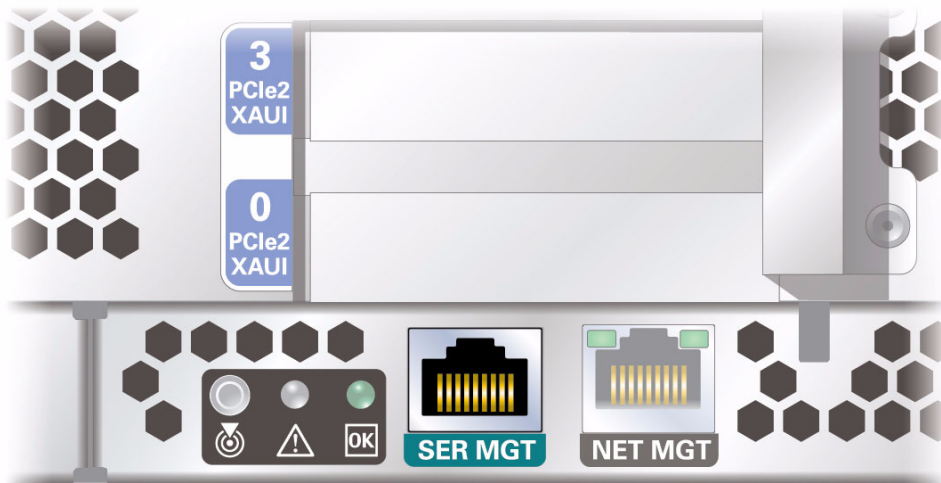 3
PCIe2
XAUI
0
PCIe2
XAUI
OK
SER MGT
NET MGT